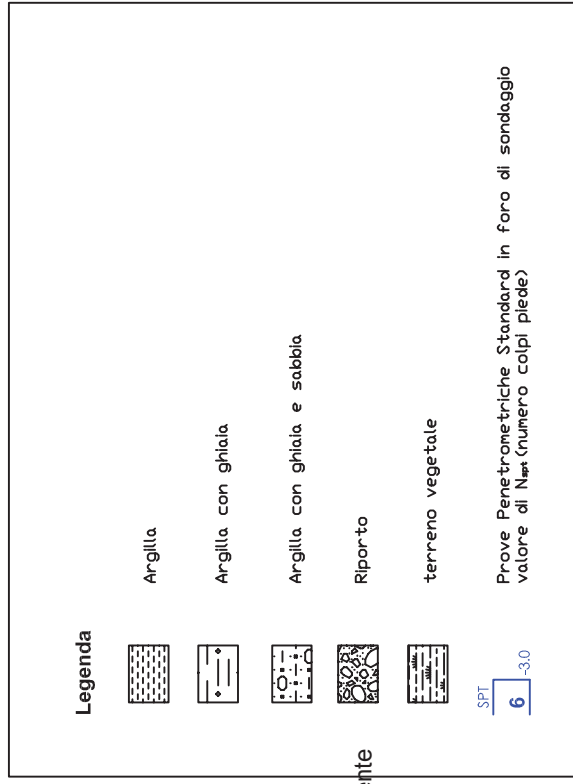 Legenda
Argilla
Argilla con ghiaia
Argilla con ghiaia e sabbia
Riporto
terreno vegetale
SPT
6
-3.0
Prove Penetrometriche Standard in foro di sondaggio
valore di Nspt(numero colpi piede)
nte